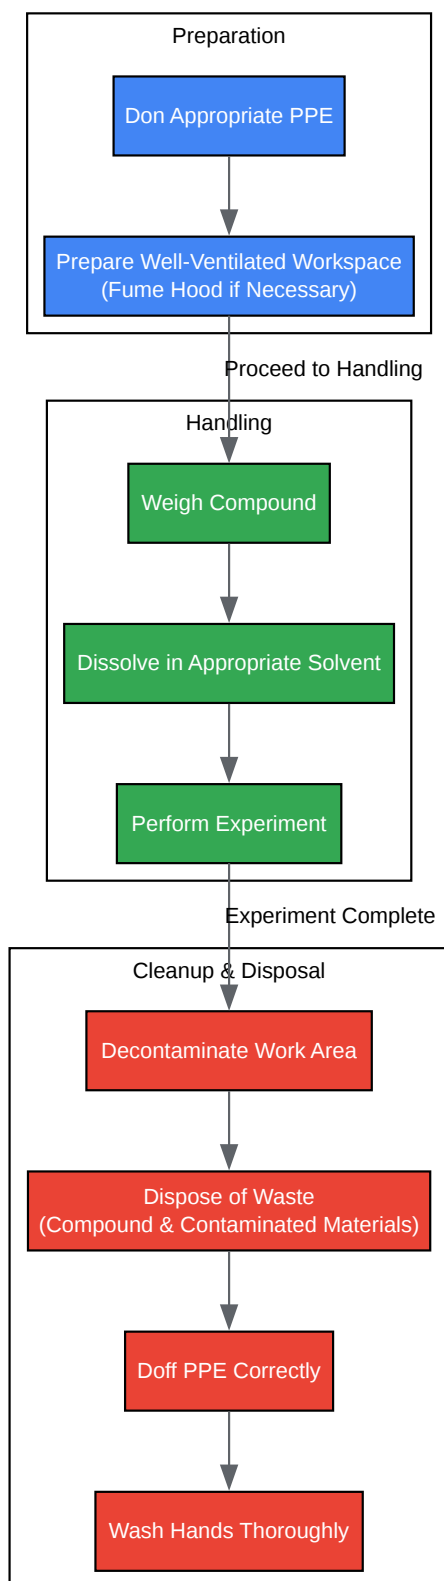 Preparation
Don Appropriate PPE
Prepare Well-Ventilated Workspace
(Fume Hood if Necessary)
Proceed to Handling
Handling
Weigh Compound
Dissolve in Appropriate Solvent
Perform Experiment
Experiment Complete
Cleanup & Disposal
Decontaminate Work Area
Dispose of Waste
(Compound & Contaminated Materials)
Doff PPE Correctly
Wash Hands Thoroughly